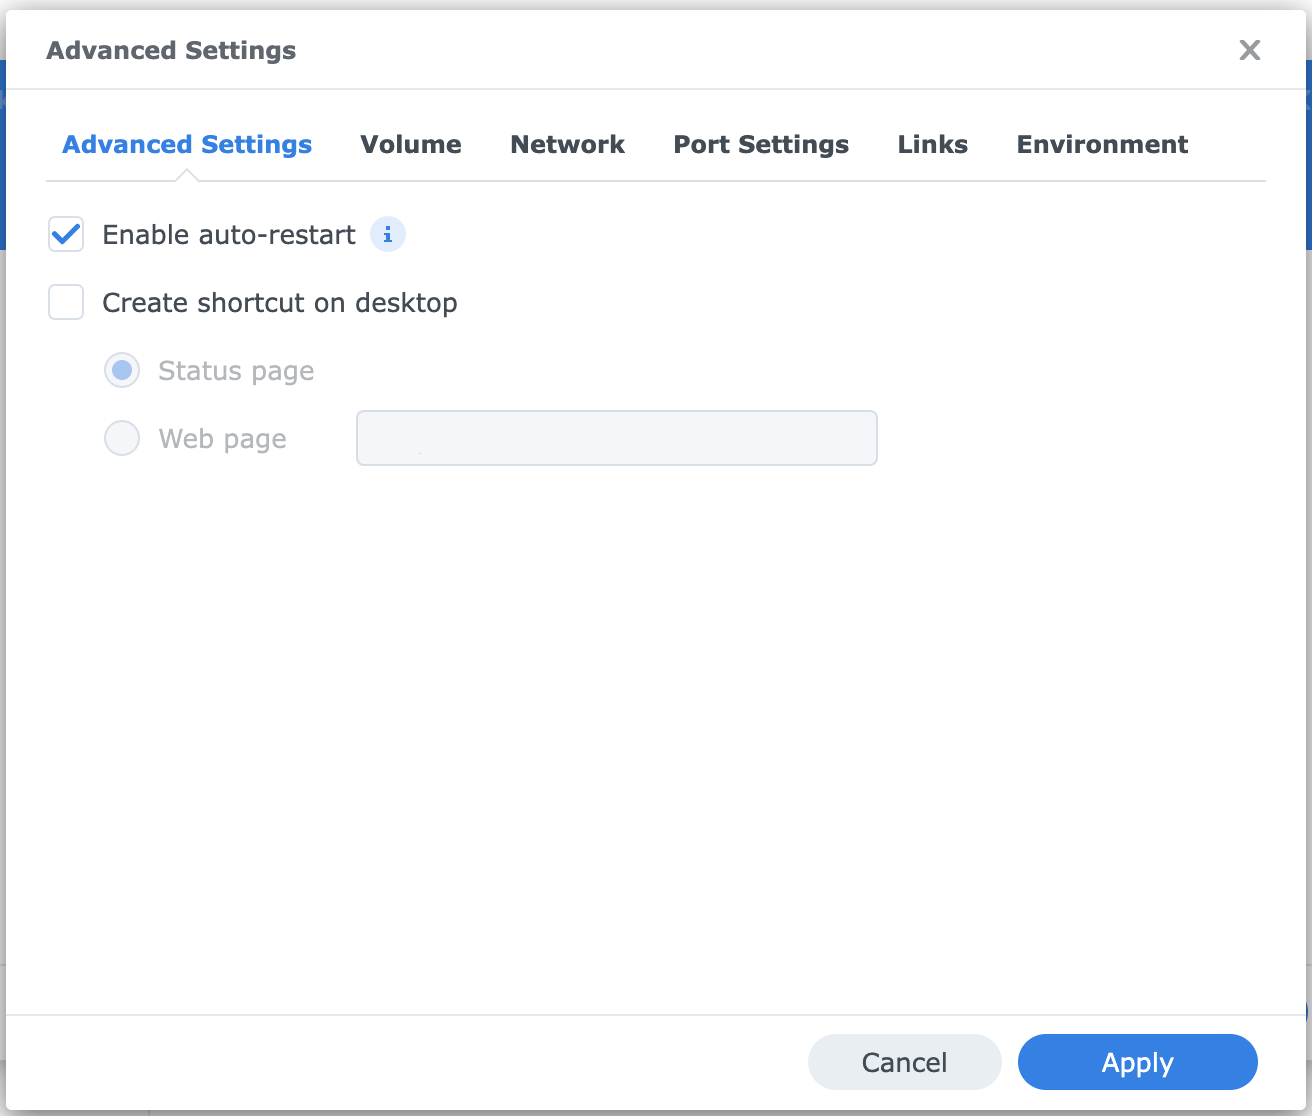 Advanced Settings
Advanced Settings Volume Network Port Settings Links Environment
Enable auto-restart
Create shortcut on desktop
Status page
Web page
Cancel Apply